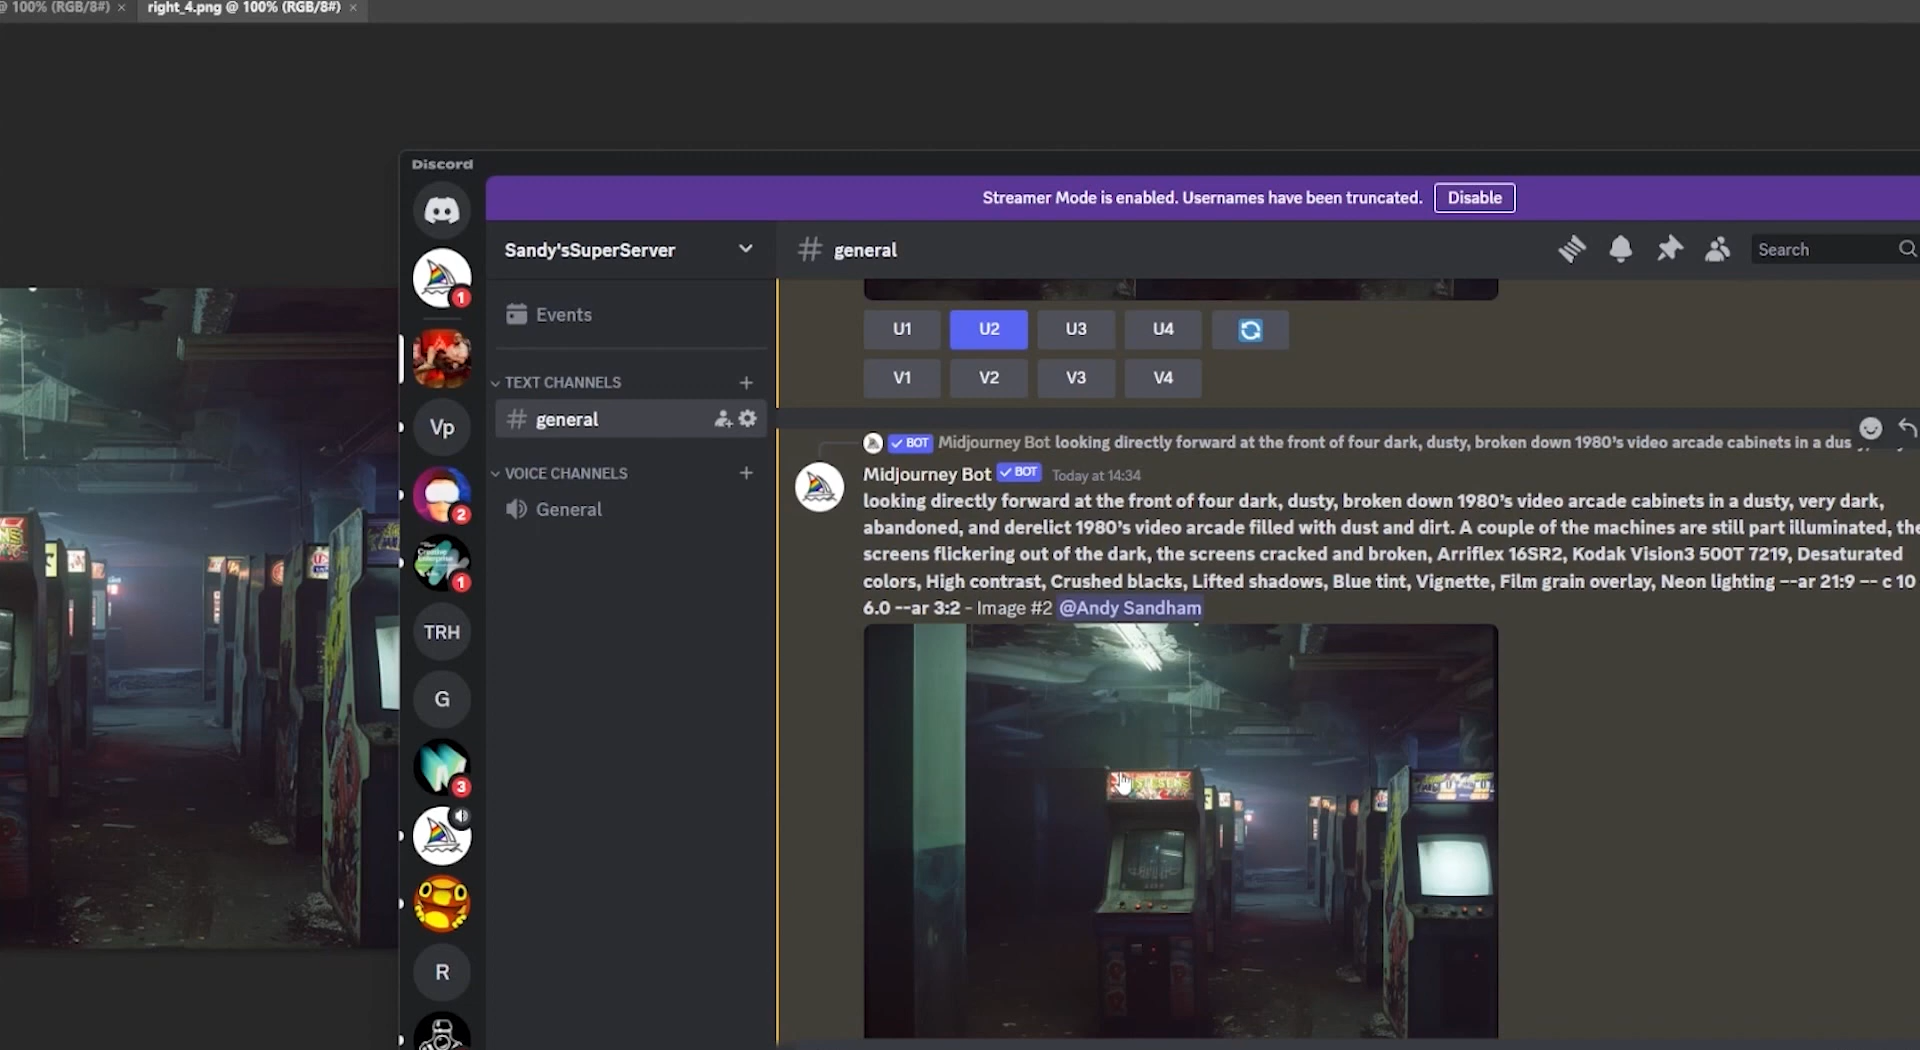 @ 100% (RGB/8#) × right_4.png @ 100% (RGB/8#) ×
Discord
Streamer Mode is enabled. Usernames have been truncated. Disable
Sandy'sSuperServer
# general
Search
Events
U1 U2 U3 U4
V1 V2 V3 V4
TEXT CHANNELS +
# general
VOICE CHANNELS +
General
BOT Midjourney Bot looking directly forward at the front of four dark, dusty, broken down 1980's video arcade cabinets in a dus
Midjourney Bot BOT Today at 14:34
looking directly forward at the front of four dark, dusty, broken down 1980's video arcade cabinets in a dusty, very dark,
abandoned, and derelict 1980's video arcade filled with dust and dirt. A couple of the machines are still part illuminated, the
screens flickering out of the dark, the screens cracked and broken, Arriflex 16SR2, Kodak Vision3 500T 7219, Desaturated
colors, High contrast, Crushed blacks, Lifted shadows, Blue tint, Vignette, Film grain overlay, Neon lighting --ar 21:9 -- c 10
6.0 --ar 3:2 - Image #2 @Andy Sandham
1
Vp
2
1
TRH
G
3
R